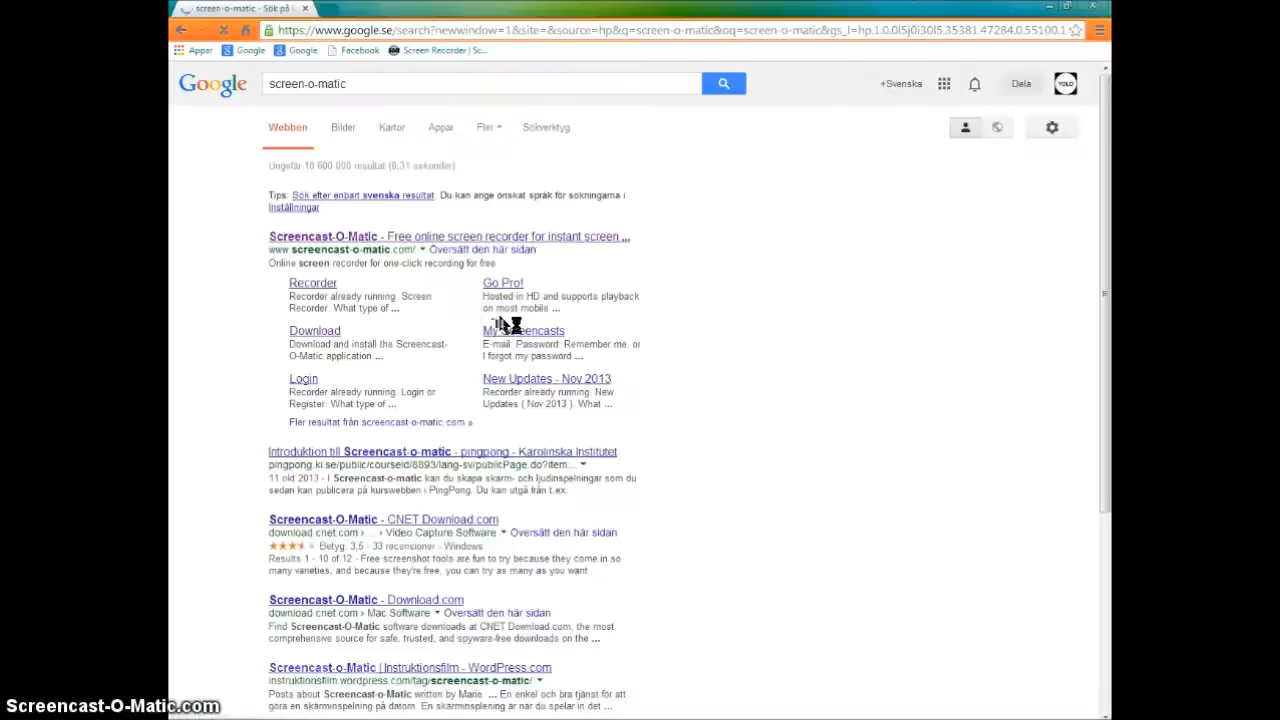 screen-o-matic - Sök på
https://www.google.se/search?newwindow=1&site=&source=hp&q=screen-o-matic&oq=screen-o-matic&gs_l=hp.1.0.0l5j0i30l5.35381.47284.0.55100.1
Appar Google Google Facebook Screen Recorder | Sc...
Google screen-o-matic +Svenska Dela YOLO
Webben Bilder Kartor Appar Fler Sökverktyg
Ungefär 10 600 000 resultat (0,31 sekunder)
Tips: Sök efter enbart svenska resultat. Du kan ange önskat språk för sökningarna i
Inställningar
Screencast-O-Matic - Free online screen recorder for instant screen ...
www.screencast-o-matic.com/ Översätt den här sidan
Online screen recorder for one-click recording for free
Recorder
Recorder already running. Screen
Recorder. What type of ...
Go Pro!
Hosted in HD and supports playback
on most mobile ...
Download
Download and install the Screencast-
O-Matic application ...
My Screencasts
E-mail: Password: Remember me or
I forgot my password ...
Login
Recorder already running. Login or
Register. What type of ...
New Updates - Nov 2013
Recorder already running. New
Updates ( Nov 2013 ). What ...
Fler resultat från screencast-o-matic.com »
Introduktion till Screencast-o-matic - pingpong - Karolinska Institutet
pingpong.ki.se/public/courseId/8893/lang-sv/publicPage.do?item...
11 okt 2013 - I Screencast-o-matic kan du skapa skärm- och ljudinspelningar som du
sedan kan publicera på kurswebben i PingPong. Du kan utgå från t.ex.
Screencast-O-Matic - CNET Download.com
download.cnet.com › ... › Video Capture Software Översätt den här sidan
Betyg: 3,5 - 33 recensioner - Windows
Results 1 - 10 of 12 - Free screenshot tools are fun to try because they come in so
many varieties, and because they're free, you can try as many as you want
Screencast-O-Matic - Download.com
download.cnet.com › Mac Software Översätt den här sidan
Find Screencast-O-Matic software downloads at CNET Download.com, the most
comprehensive source for safe, trusted, and spyware-free downloads on the ...
Screencast-o-Matic | Instruktionsfilm - WordPress.com
instruktionsfilm.wordpress.com/tag/screencast-o-matic/
Posts about Screencast-O-Matic written by Marie. ... En enkel och bra tjänst för att
göra en skärminspelning på datorn. En skärminspelning är när du spelar in det ...
Screencast-O-Matic.com